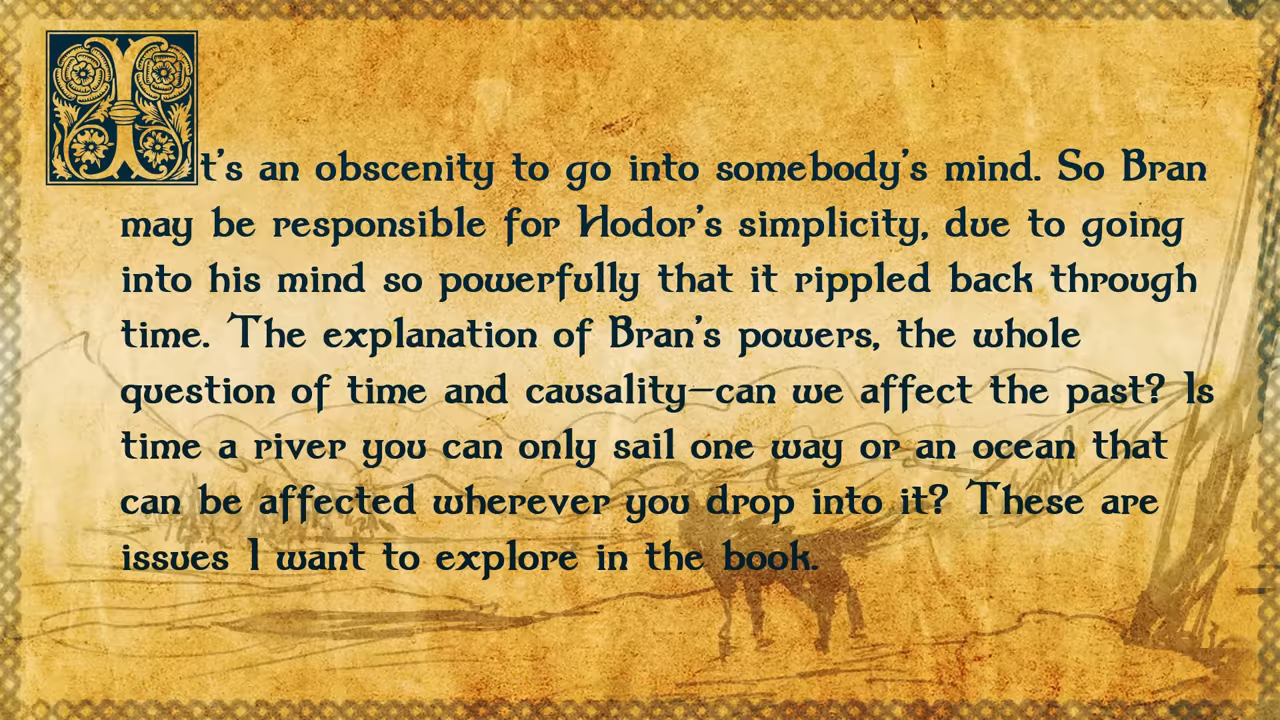 It's an obscenity to go into somebody's mind. So Bran
may be responsible for Hodor's simplicity, due to going
into his mind so powerfully that it rippled back through
time. The explanation of Bran's powers, the whole
question of time and causality—can we affect the past? Is
time a river you can only sail one way or an ocean that
can be affected wherever you drop into it? These are
issues I want to explore in the book.